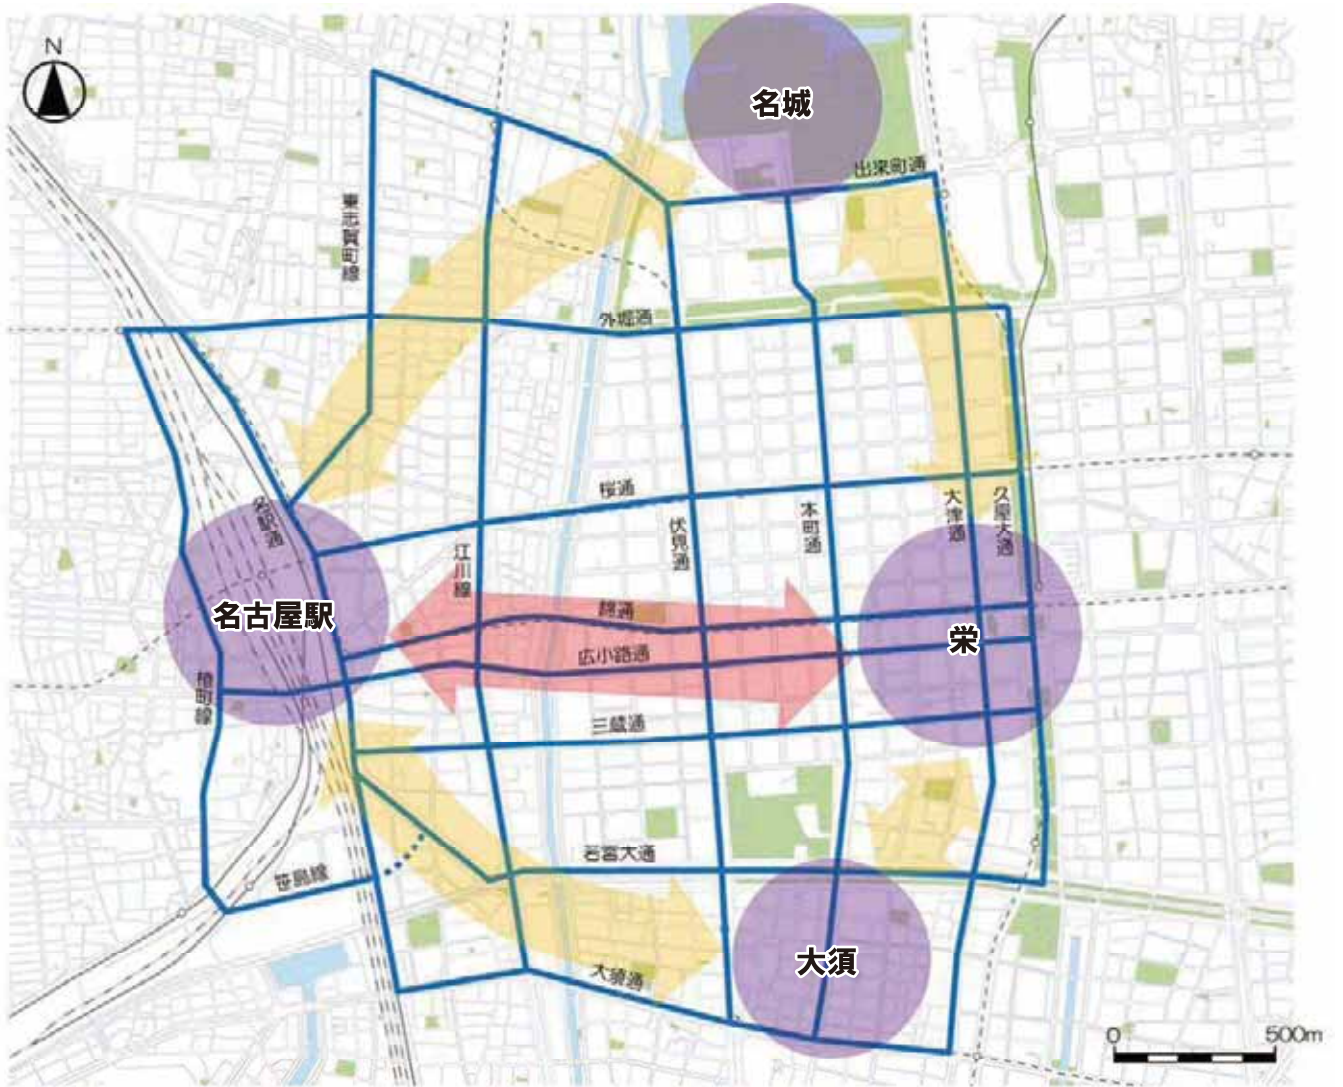 N
名城
出来町通
東志賀町線
外堀通
桜通
名駅通
江川線
伏見通
本町通
大津通
久屋大通
錦通
名古屋駅
栄
広小路通
椿町線
三蔵通
若宮大通
笹島線
大須
大須通
0 500m